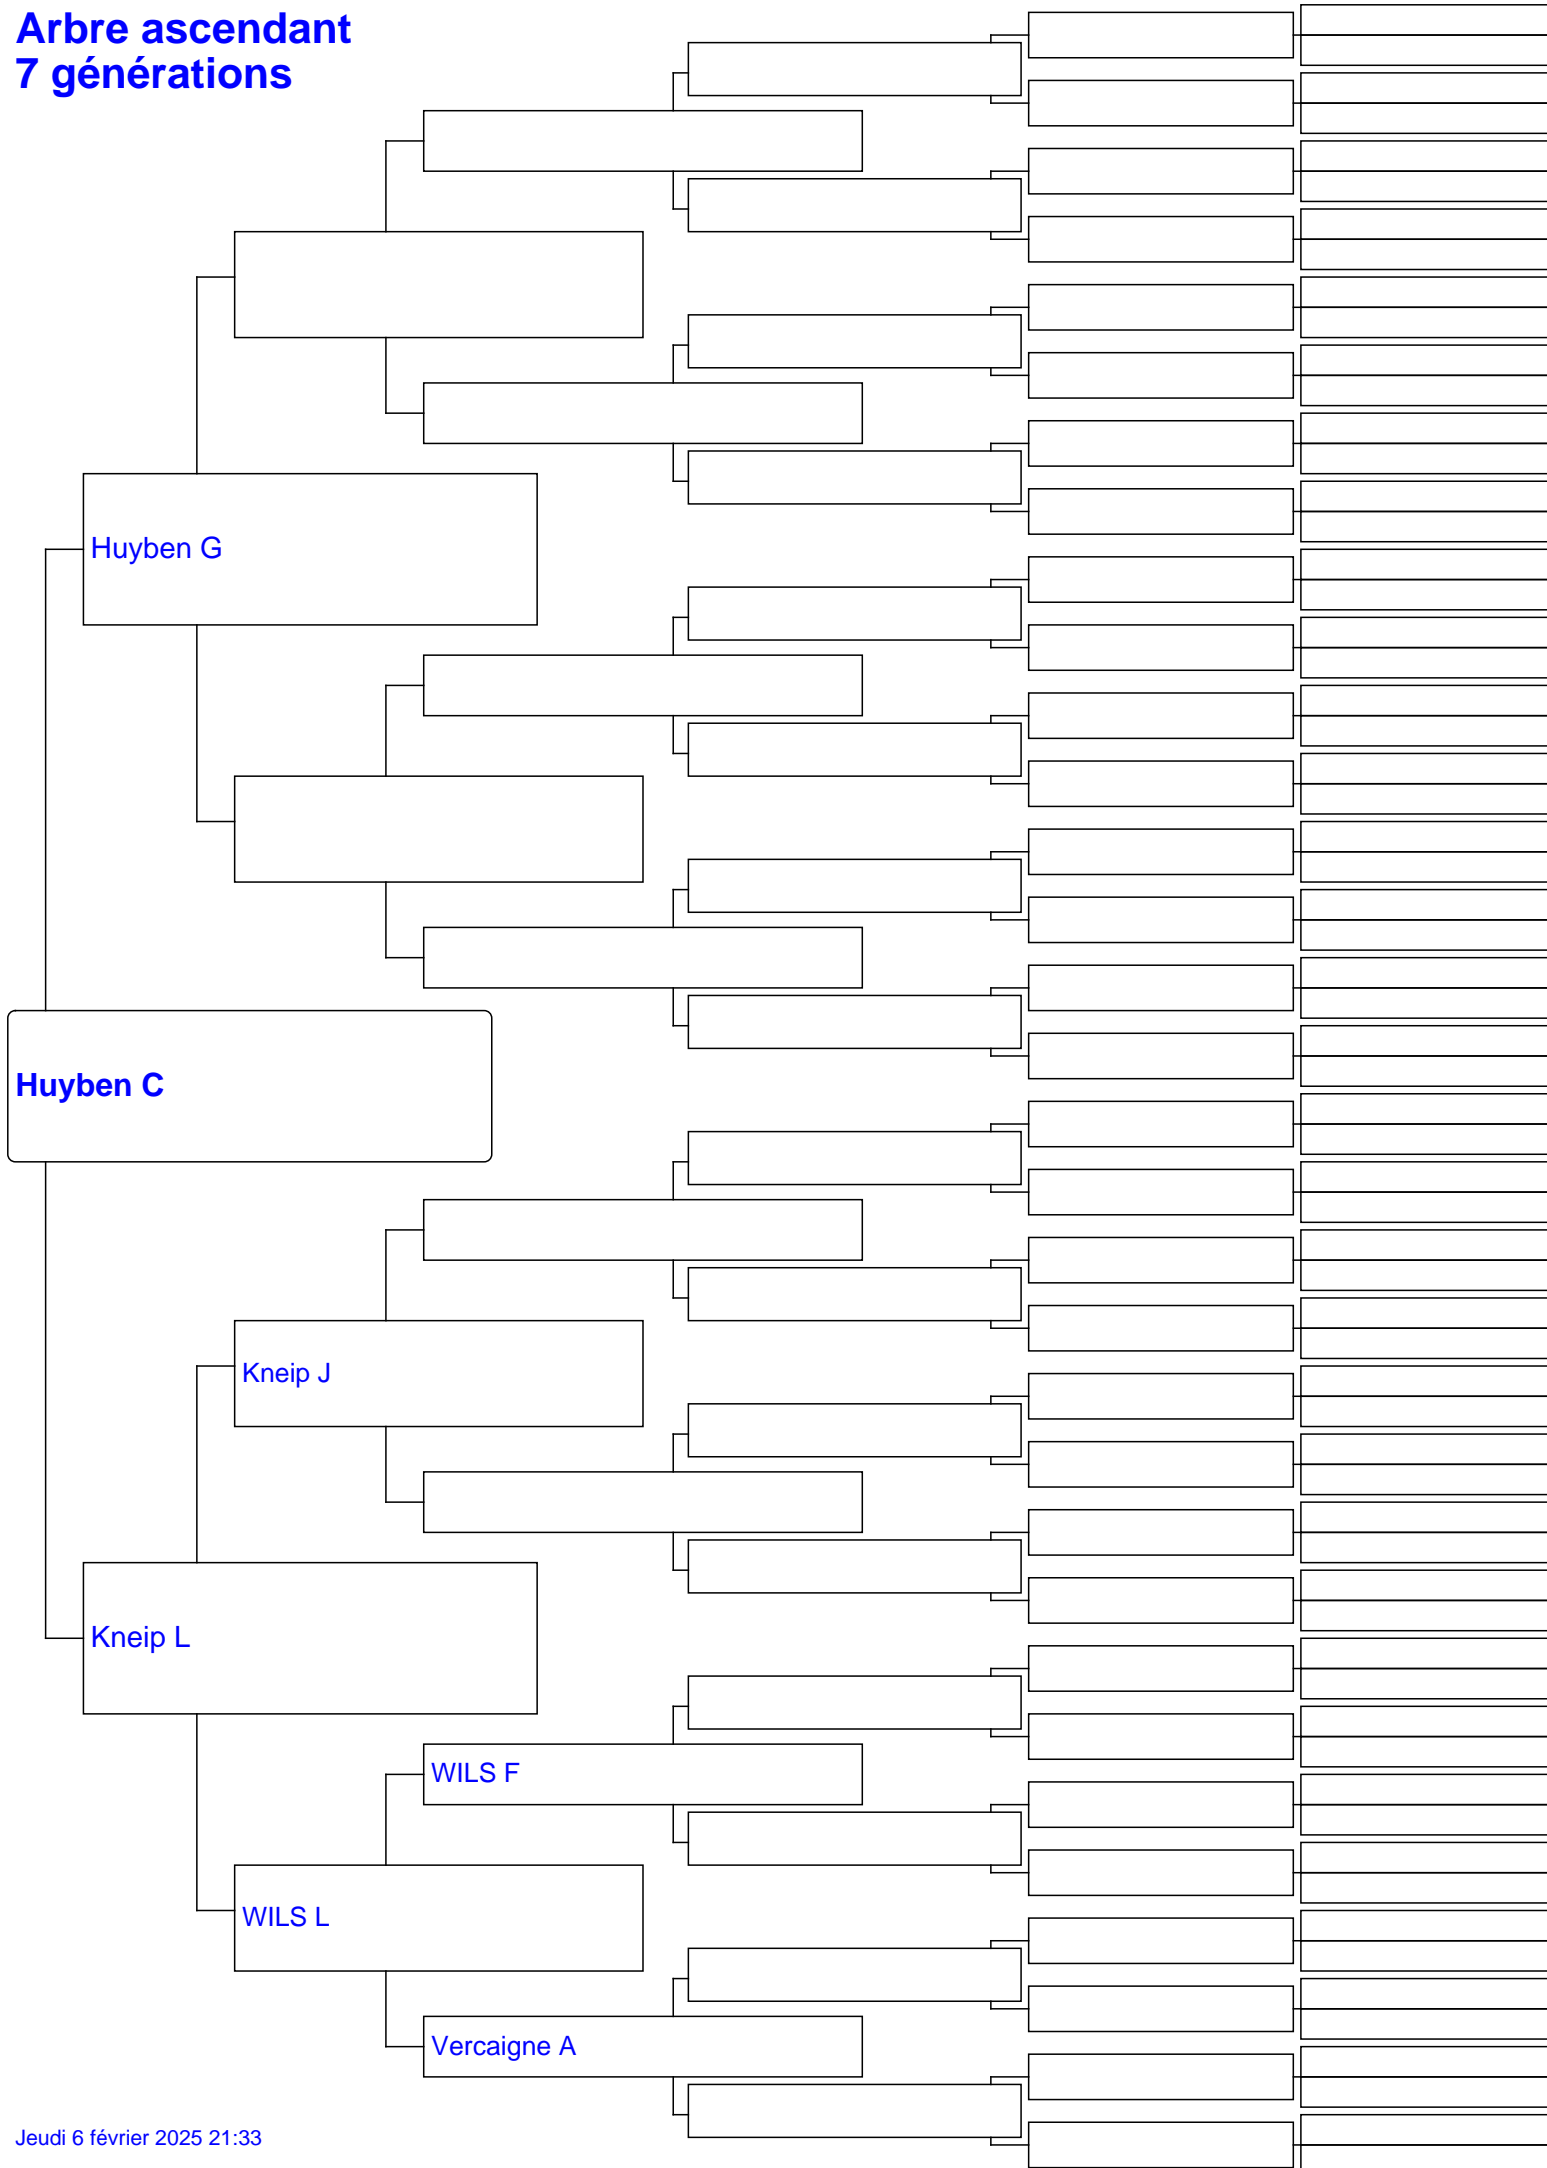 Arbre ascendant
7 générations
Huyben G
Huyben C
Kneip J
Kneip L
WILS F
WILS L
Vercaigne A
Jeudi 6 février 2025 21:33